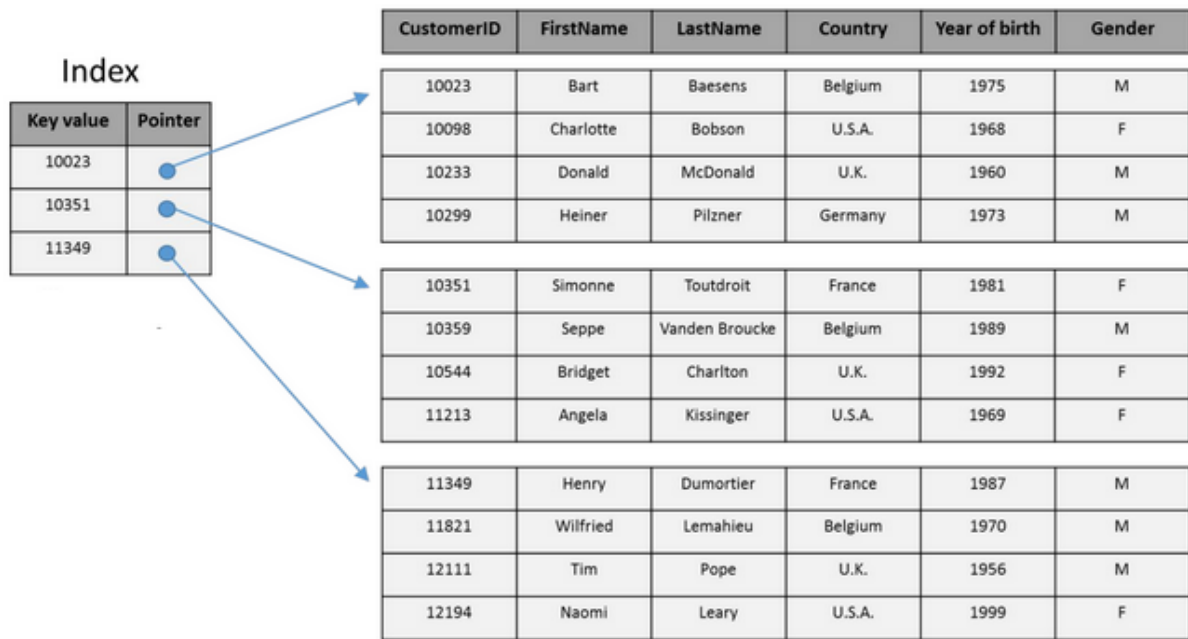 CustomerID FirstName LastName Country Year of birth Gender
Index
Key value Pointer
10023
10351
11349
10023 Bart Baesens Belgium 1975 M
10098 Charlotte Bobson U.S.A. 1968 F
10233 Donald McDonald U.K. 1960 M
10299 Heiner Pilzner Germany 1973 M
10351 Simonne Toutdroit France 1981 F
10359 Seppe Vanden Broucke Belgium 1989 M
10544 Bridget Charlton U.K. 1992 F
11213 Angela Kissinger U.S.A. 1969 F
11349 Henry Dumortier France 1987 M
11821 Wilfried Lemahieu Belgium 1970 M
12111 Tim Pope U.K. 1956 M
12194 Naomi Leary U.S.A. 1999 F